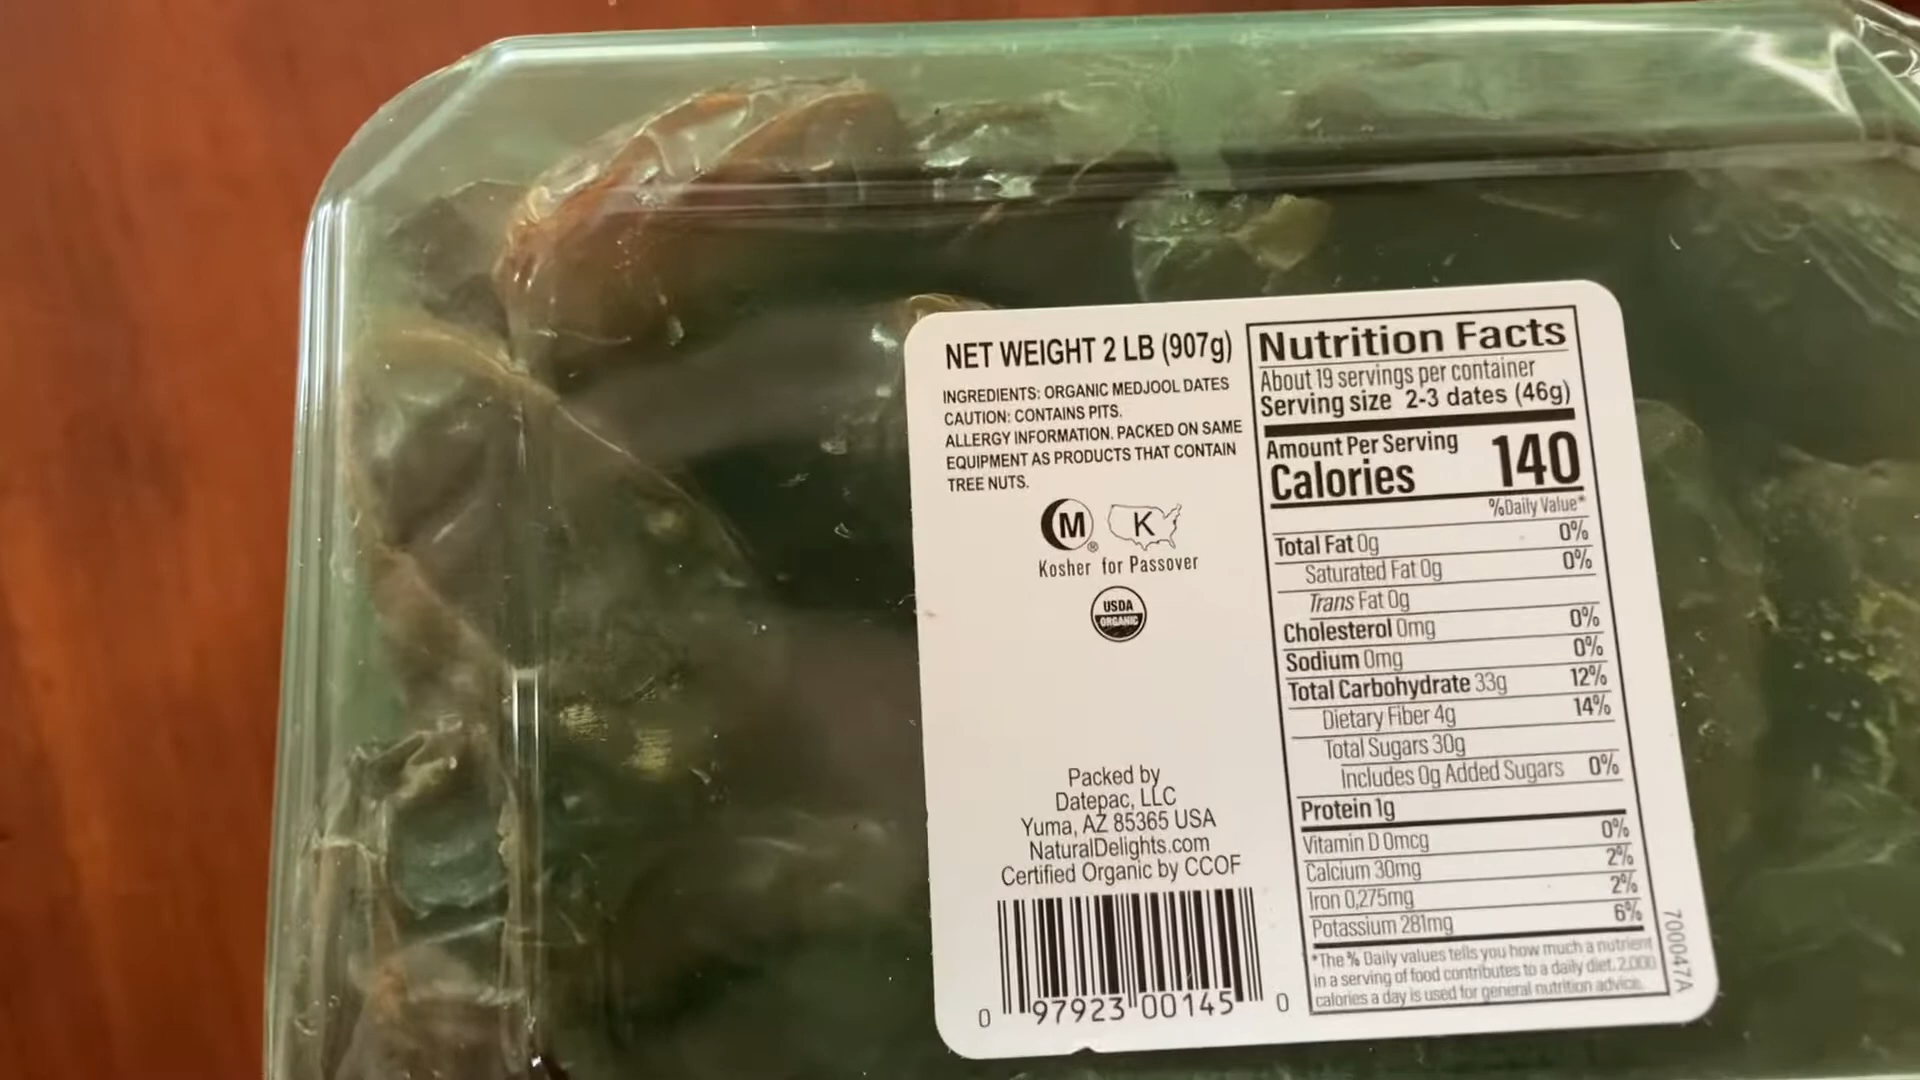 NET WEIGHT 2 LB (907g)
INGREDIENTS: ORGANIC MEDJOOL DATES
CAUTION: CONTAINS PITS.
ALLERGY INFORMATION. PACKED ON SAME
EQUIPMENT AS PRODUCTS THAT CONTAIN
TREE NUTS.
M ® K
Kosher for Passover
USDA
ORGANIC
Packed by
Datepac, LLC
Yuma, AZ 85365 USA
NaturalDelights.com
Certified Organic by CCOF
0 97923 00145 0
Nutrition Facts
About 19 servings per container
Serving size 2-3 dates (46g)
Amount Per Serving
Calories 140
%Daily Value*
Total Fat 0g 0%
Saturated Fat 0g 0%
Trans Fat 0g
Cholesterol 0mg 0%
Sodium 0mg 0%
Total Carbohydrate 33g 12%
Dietary Fiber 4g 14%
Total Sugars 30g
Includes 0g Added Sugars 0%
Protein 1g
Vitamin D 0mcg 0%
Calcium 30mg 2%
Iron 0,275mg 2%
Potassium 281mg 6%
*The % Daily values tells you how much a nutrient
in a serving of food contributes to a daily diet. 2,000
calories a day is used for general nutrition advice.
700047A